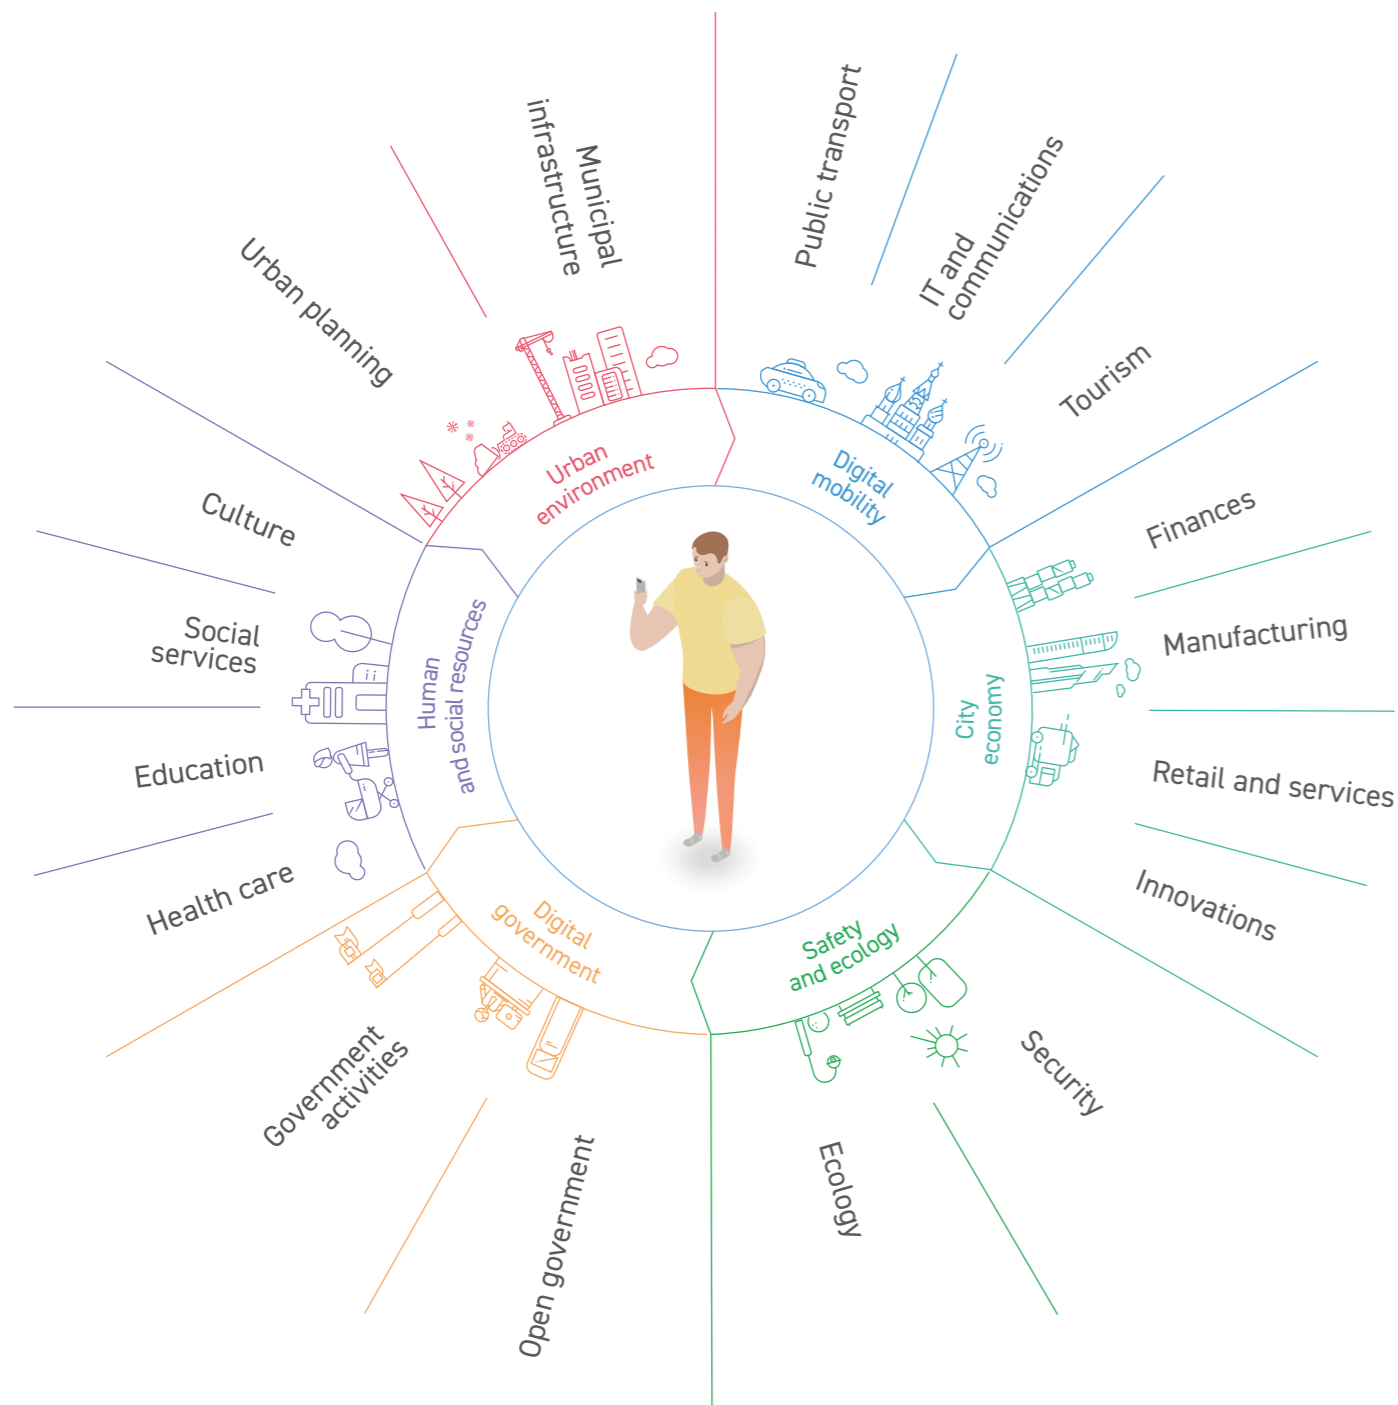 Municipal
infrastructure
Public transport
IT and
communications
Tourism
Urban planning
Urban
environment
Digital
mobility
Finances
Manufacturing
Retail and services
Innovations
City
economy
Culture
Social
services
Education
Health care
Human
and social resources
Digital
government
Government
activities
Open government
Safety
and ecology
Security
Ecology